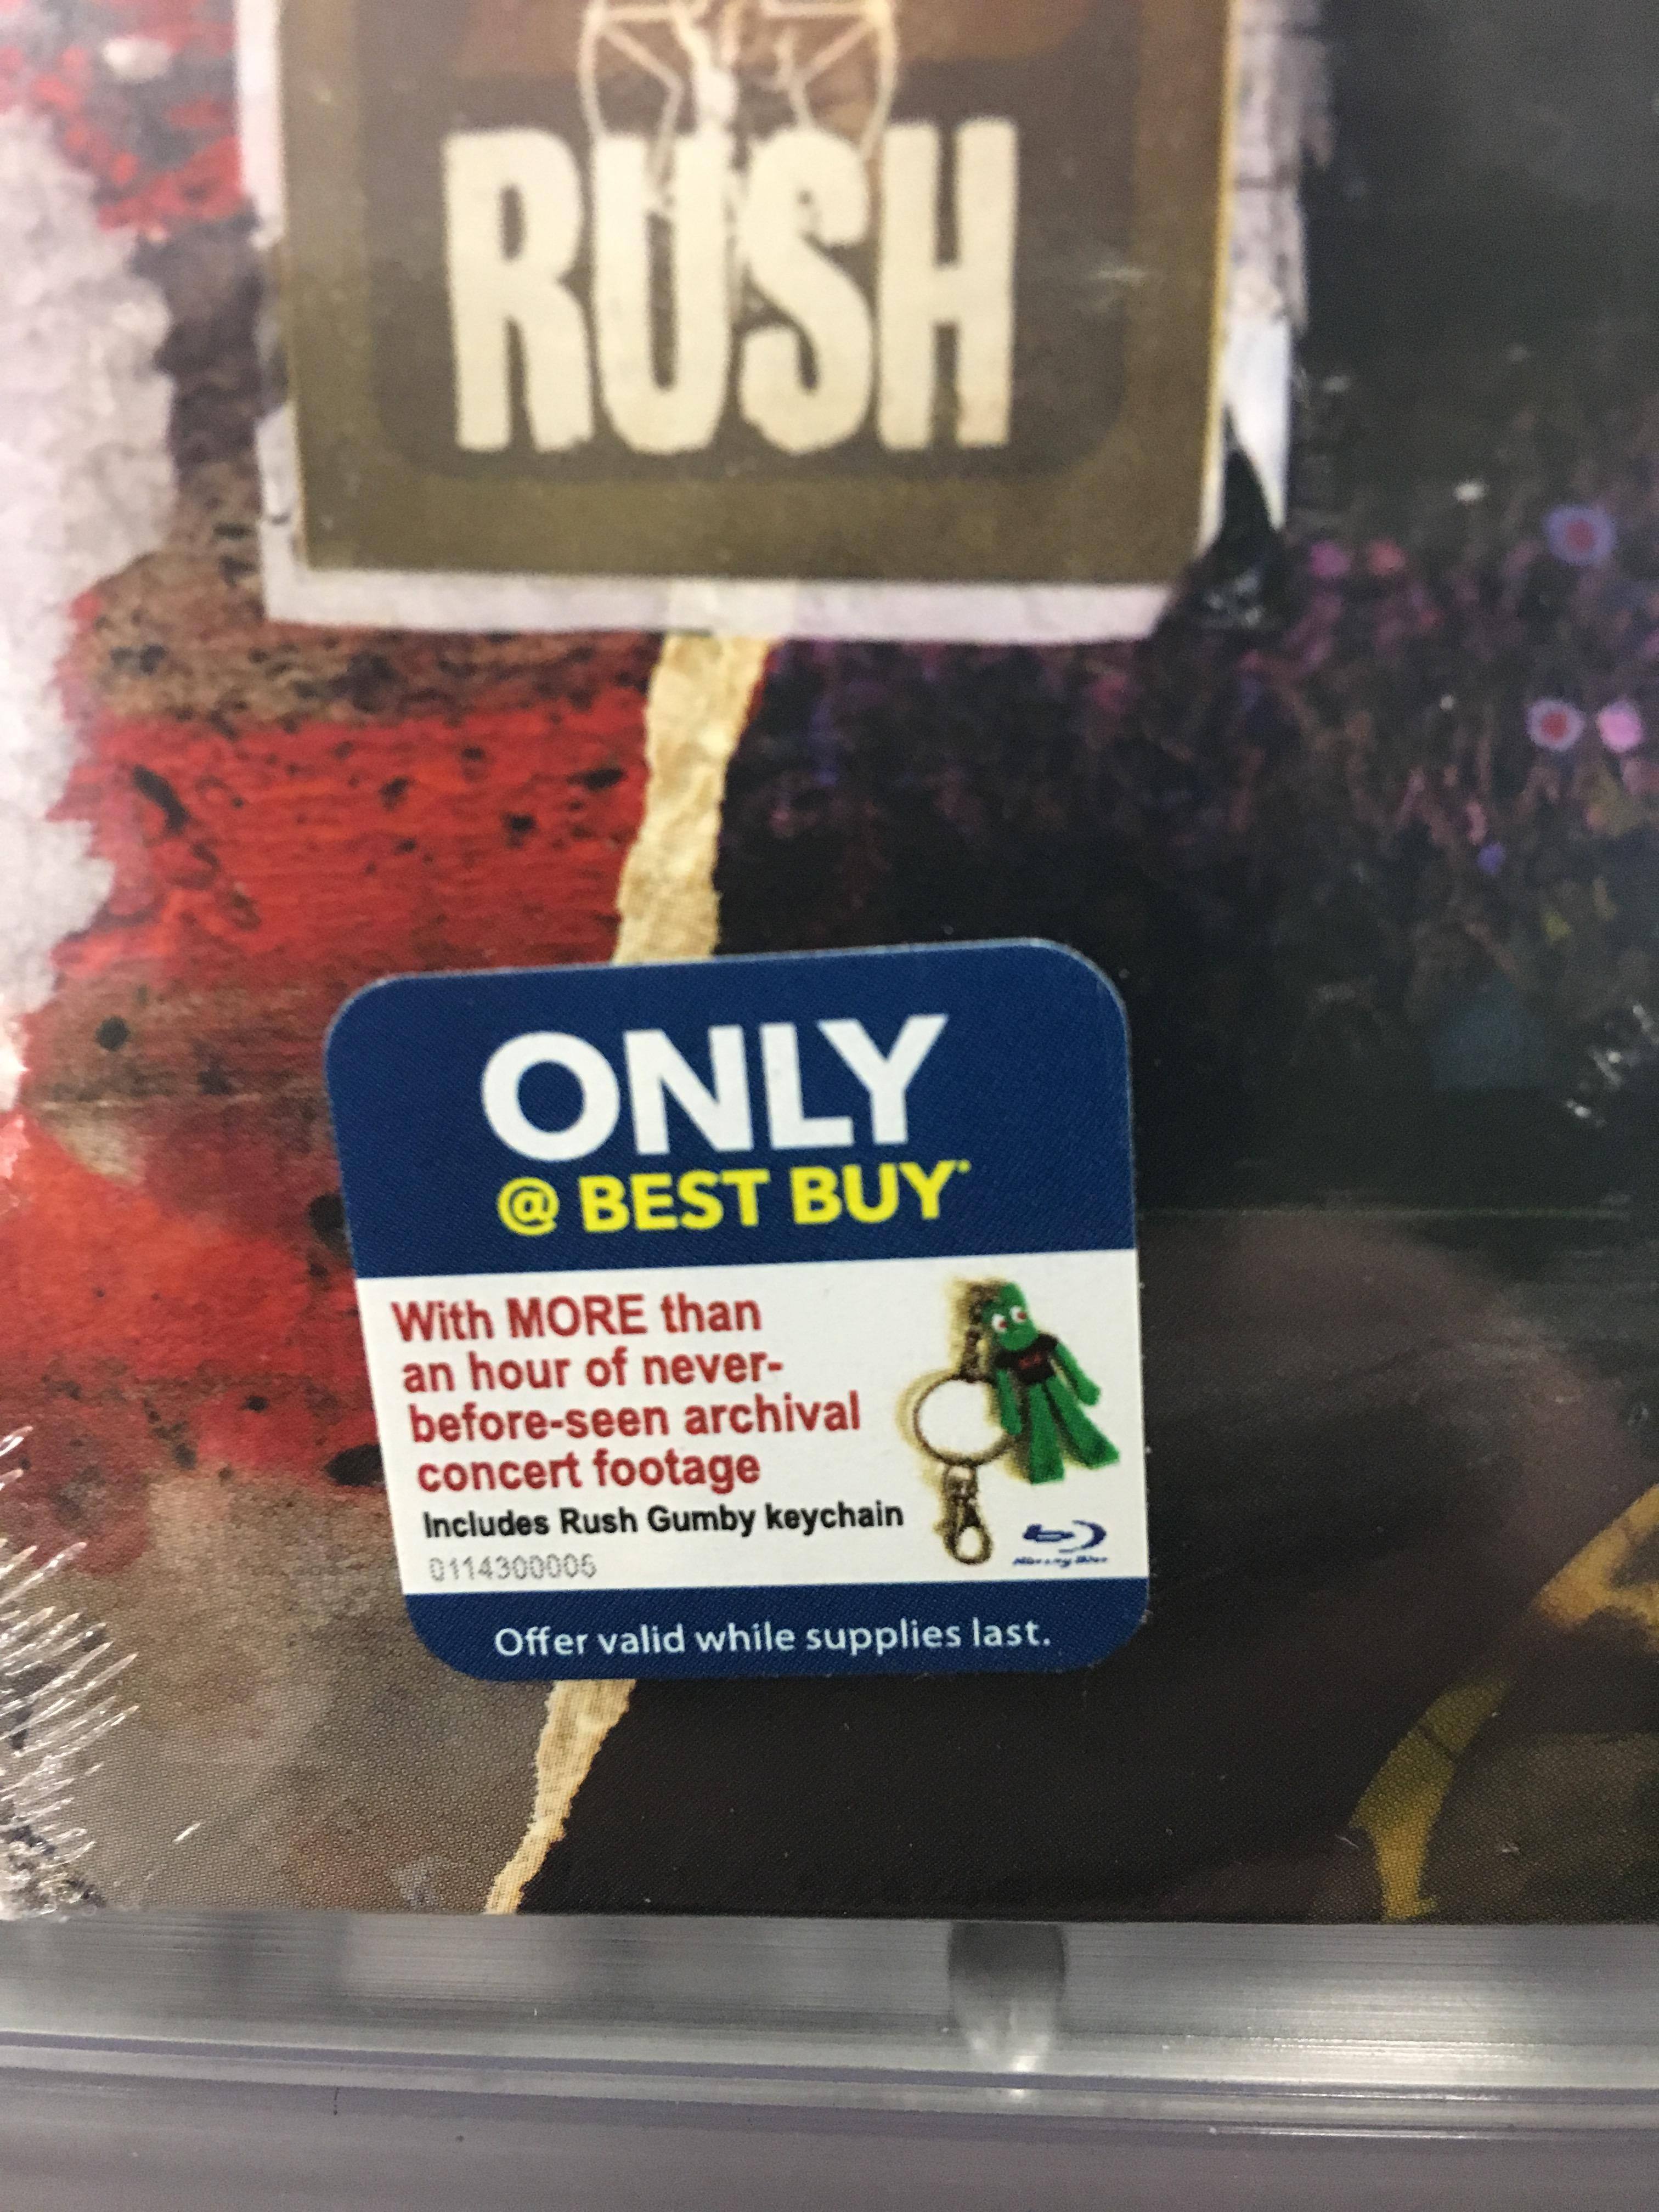 RUSH
ONLY
@ BEST BUY
With MORE than
an hour of never-
before-seen archival
concert footage
Includes Rush Gumby keychain
0114300005
Offer valid while supplies last.